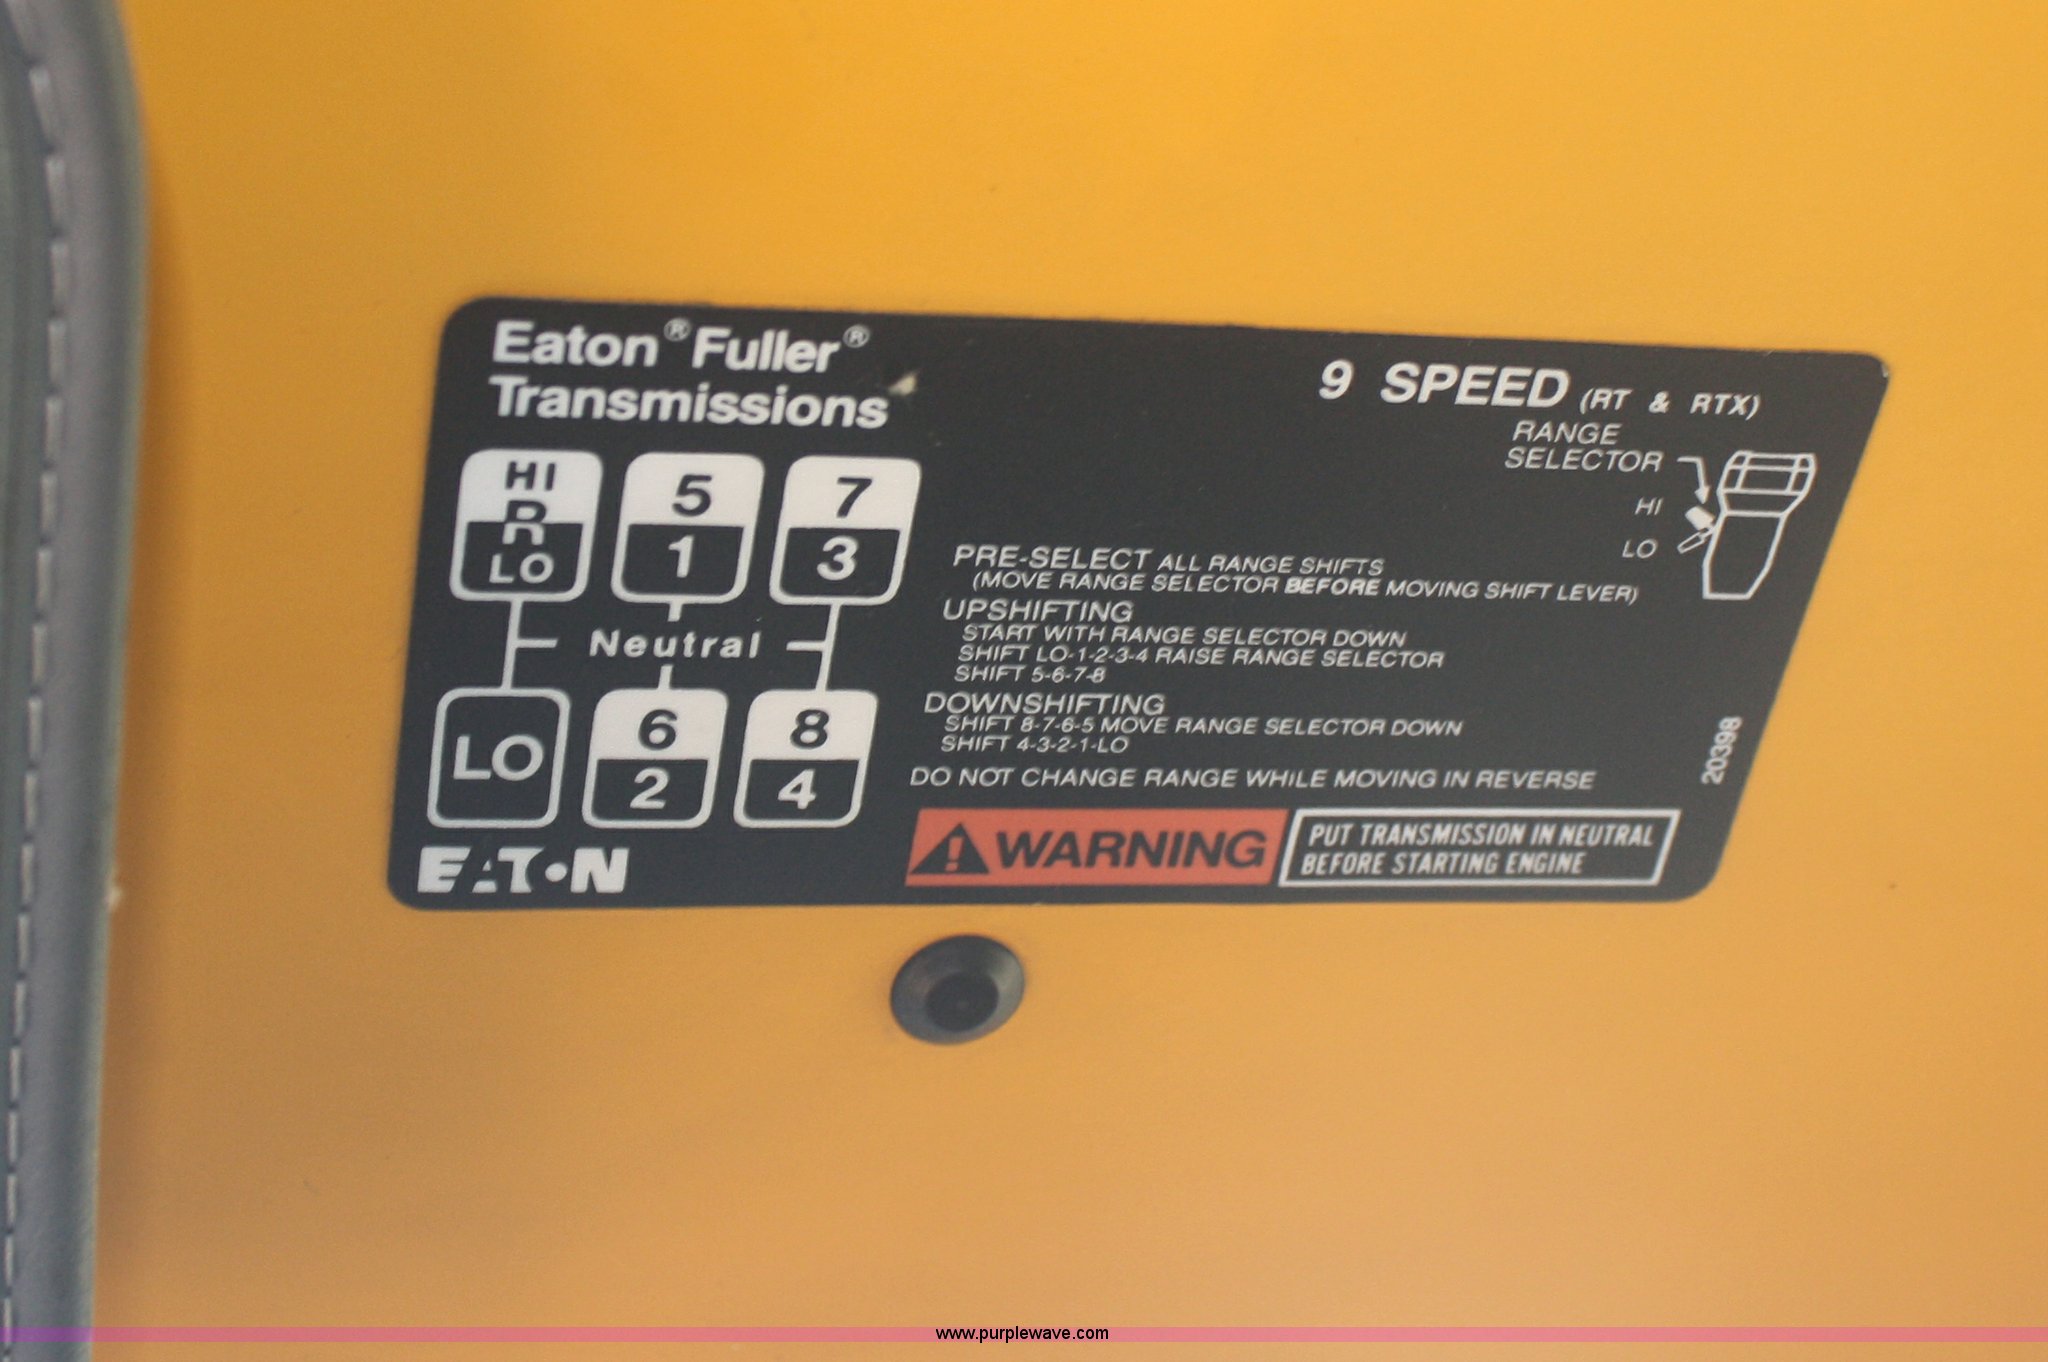 Eaton® Fuller®
Transmissions
9 SPEED (RT & RTX)
RANGE
SELECTOR
HI
LO
HI
R
LO
5
1
7
3
Neutral
LO
6
2
8
4
EATON
PRE-SELECT ALL RANGE SHIFTS
(MOVE RANGE SELECTOR BEFORE MOVING SHIFT LEVER)
UPSHIFTING
START WITH RANGE SELECTOR DOWN
SHIFT LO-1-2-3-4 RAISE RANGE SELECTOR
SHIFT 5-6-7-8
DOWNSHIFTING
SHIFT 8-7-6-5 MOVE RANGE SELECTOR DOWN
SHIFT 4-3-2-1-LO
DO NOT CHANGE RANGE WHILE MOVING IN REVERSE
20398
WARNING
PUT TRANSMISSION IN NEUTRAL
BEFORE STARTING ENGINE
www.purplewave.com